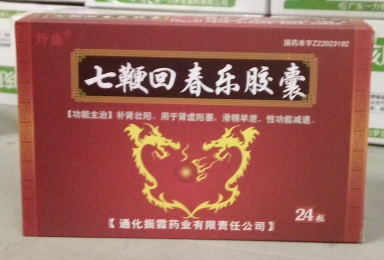 黔康®
国药准字Z22023192
七鞭回春乐胶囊
【功能主治】补肾壮阳。用于肾虚阳萎，滑精早泄，性功能减退。
24粒
【通化振霖药业有限责任公司】